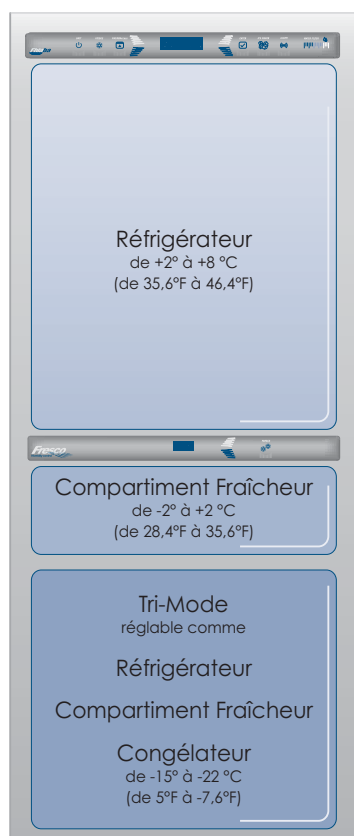 Réfrigérateur
de +2° à +8 °C
(de 35,6°F à 46,4°F)
Fresco
Compartiment Fraîcheur
de -2° à +2 °C
(de 28,4°F à 35,6°F)
Tri-Mode
réglable comme
Réfrigérateur
Compartiment Fraîcheur
Congélateur
de -15° à -22 °C
(de 5°F à -7,6°F)